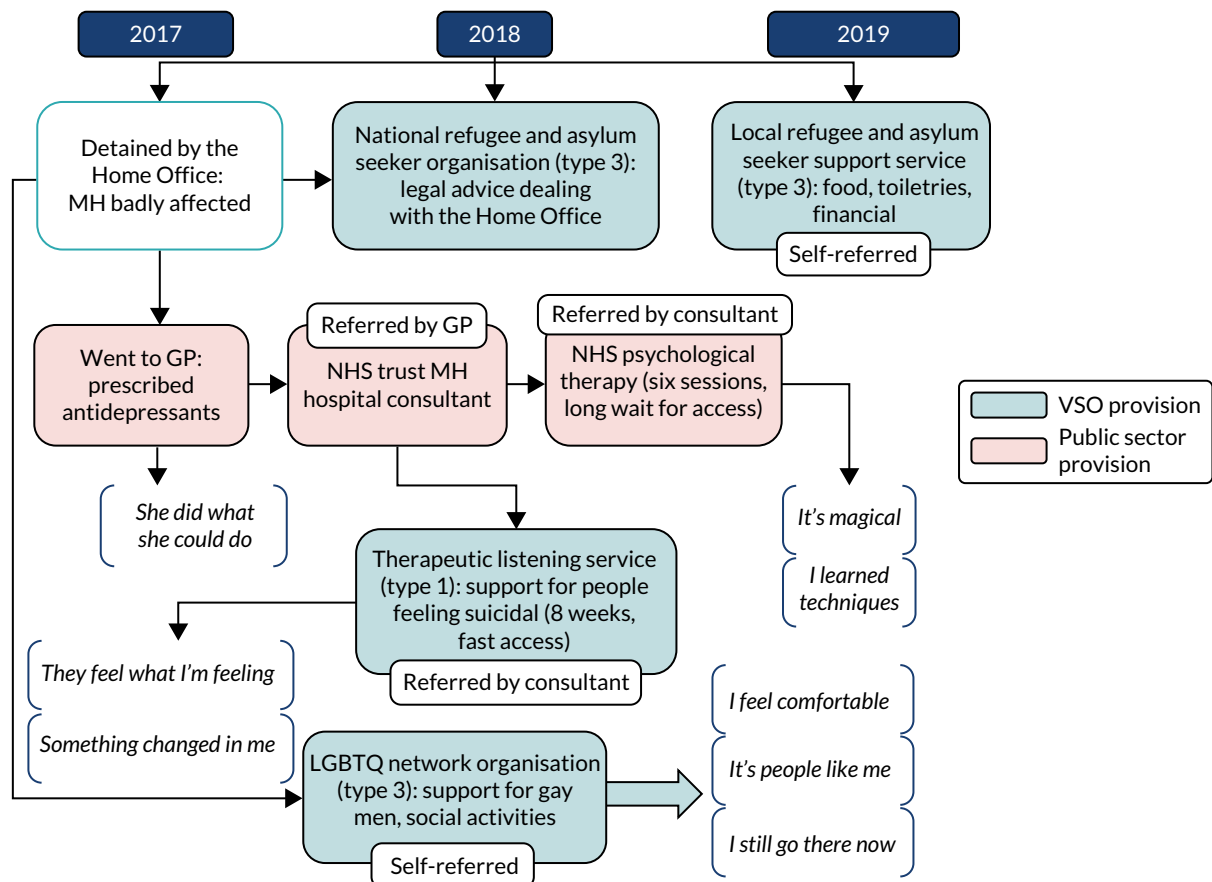 2017
2018
2019
Detained by the
Home Office:
MH badly affected
National refugee and asylum
seeker organisation (type 3):
legal advice dealing
with the Home Office
Local refugee and asylum
seeker support service
(type 3): food, toiletries,
financial
Self-referred
Went to GP:
prescribed
antidepressants
Referred by GP
NHS trust MH
hospital consultant
Referred by consultant
NHS psychological
therapy (six sessions,
long wait for access)
VSO provision
Public sector
provision
She did what
she could do
It's magical
I learned
techniques
Therapeutic listening service
(type 1): support for people
feeling suicidal (8 weeks,
fast access)
Referred by consultant
They feel what I'm feeling
Something changed in me
LGBTQ network organisation
(type 3): support for gay
men, social activities
Self-referred
I feel comfortable
It's people like me
I still go there now